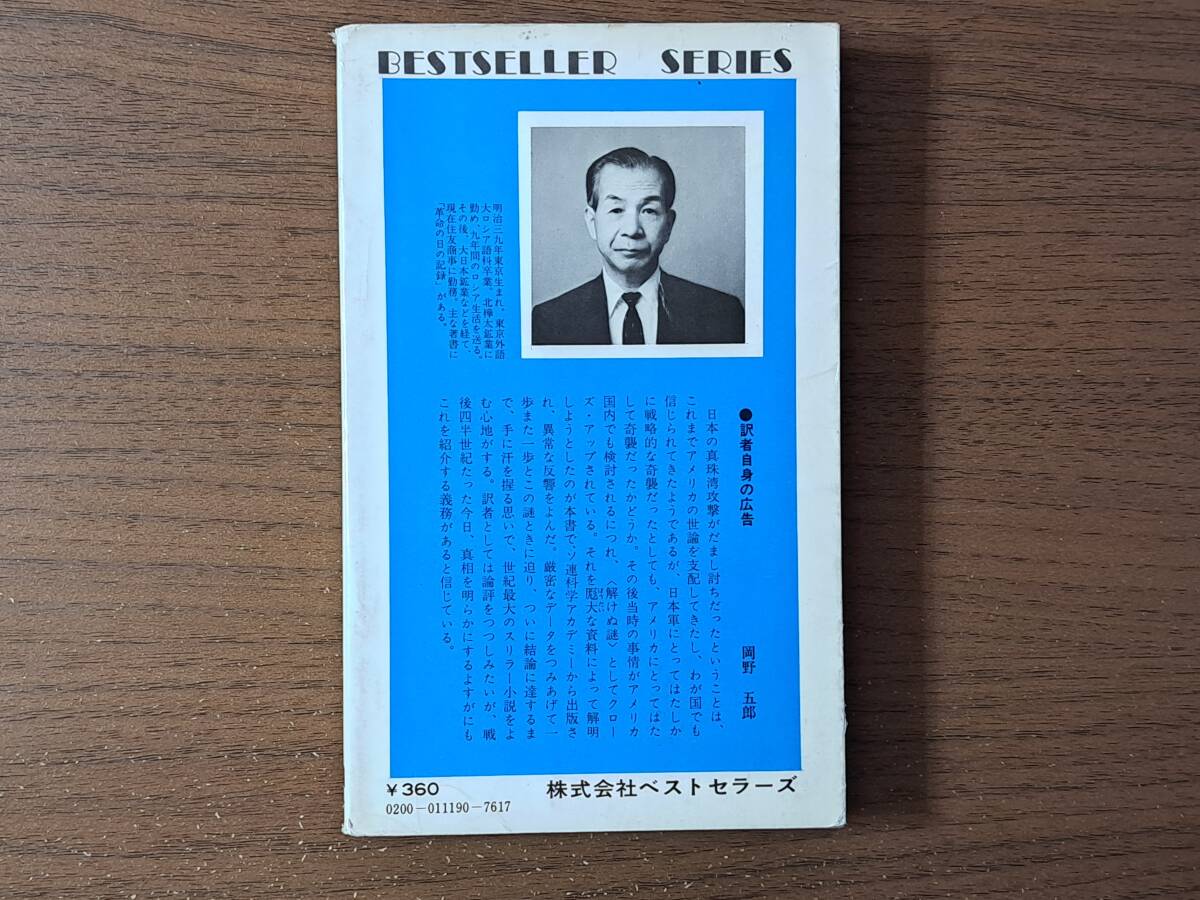 BESTSELLER SERIES
明治三九年東京生まれ。東京外語
大ロシア語科卒業。北樺太鉱業に
勤め、九年間のロシア生活を送る。
その後、大日本鉱業などを経て、
現在住友商事に勤務。主な著書に
「革命の日の記録」がある。
●訳者自身の広告
岡野 五郎
日本の真珠湾攻撃がだまし討ちだったということは、
これまでアメリカの世論を支配してきたし、わが国でも
信じられてきたようであるが、日本軍にとってはたしか
に戦略的な奇襲だったとしても、アメリカにとってはた
して奇襲だったかどうか。その後当時の事情がアメリカ
国内でも検討されるにつれ、〈解けぬ謎〉としてクロー
ズ・アップされている。それを厖大な資料によって解明
しようとしたのが本書で、ソ連科学アカデミーから出版さ
れ、異常な反響をよんだ。厳密なデータをつみあげて一
歩また一歩とこの謎ときに迫り、ついに結論に達するま
で、手に汗を握る思いで、世紀最大のスリラー小説をよ
む心地がする。訳者としては論評をつつしみたいが、戦
後四半世紀たった今日、真相を明らかにするよすがにも
これを紹介する義務があると信じている。
¥360
株式会社ベストセラーズ
0200-011190-7617